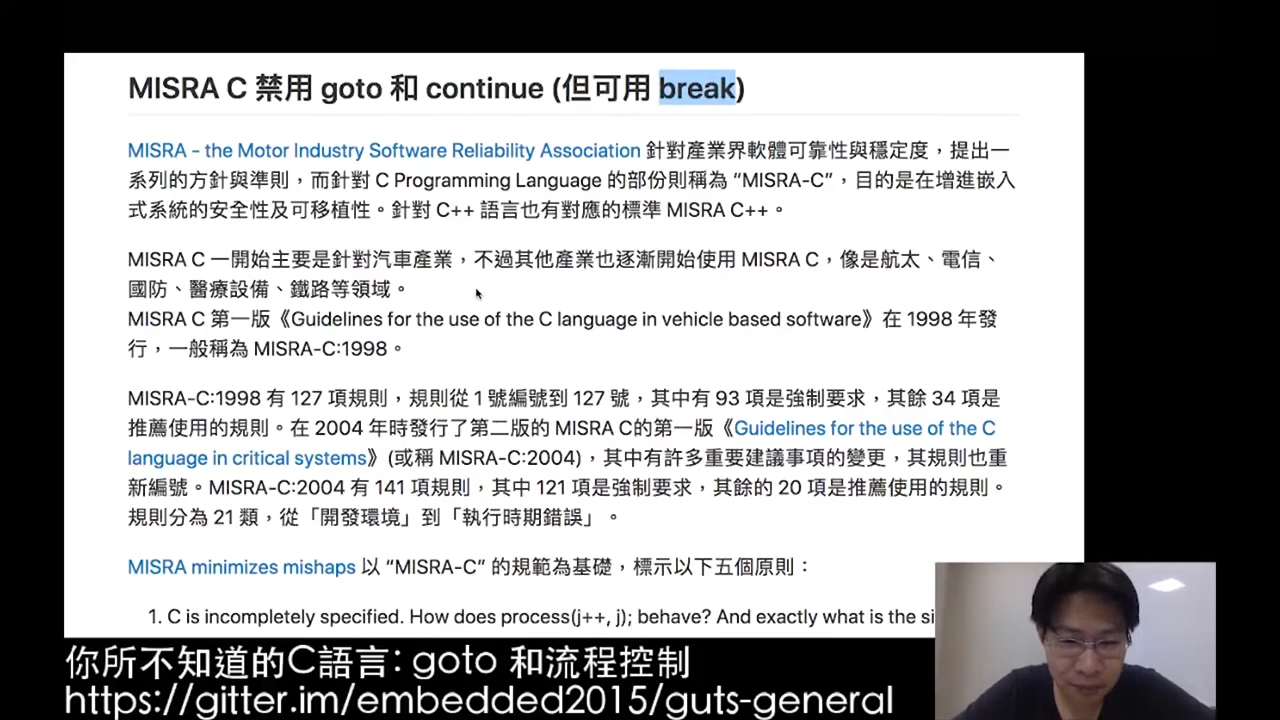 MISRA C 禁用 goto 和 continue (但可用 break)
MISRA - the Motor Industry Software Reliability Association 針對產業界軟體可靠性與穩定度，提出一
系列的方針與準則，而針對 C Programming Language 的部份則稱為 “MISRA-C”，目的是在增進嵌入
式系統的安全性及可移植性。針對 C++ 語言也有對應的標準 MISRA C++。
MISRA C 一開始主要是針對汽車產業，不過其他產業也逐漸開始使用 MISRA C，像是航太、電信、
國防、醫療設備、鐵路等領域。
MISRA C 第一版《Guidelines for the use of the C language in vehicle based software》在 1998 年發
行，一般稱為 MISRA-C:1998。
MISRA-C:1998 有 127 項規則，規則從 1 號編號到 127 號，其中有 93 項是強制要求，其餘 34 項是
推薦使用的規則。在 2004 年時發行了第二版的 MISRA C的第一版《Guidelines for the use of the C
language in critical systems》(或稱 MISRA-C:2004)，其中有許多重要建議事項的變更，其規則也重
新編號。MISRA-C:2004 有 141 項規則，其中 121 項是強制要求，其餘的 20 項是推薦使用的規則。
規則分為 21 類，從「開發環境」到「執行時期錯誤」。
MISRA minimizes mishaps 以 “MISRA-C” 的規範為基礎，標示以下五個原則：
1. C is incompletely specified. How does process(j++, j); behave? And exactly what is the si
你所不知道的C語言: goto 和流程控制
https://gitter.im/embedded2015/guts-general